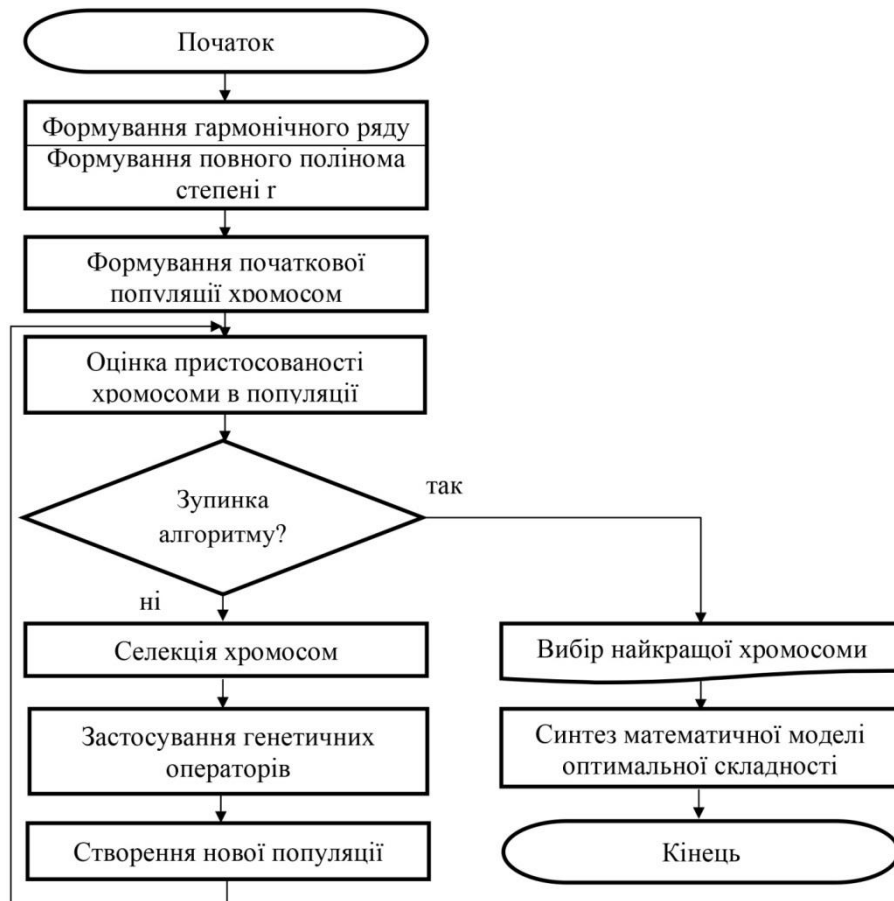 Початок
Формування гармонічного ряду
Формування повного полінома
степені r
Формування початкової
популяції хромосом
Оцінка пристосованості
хромосоми в популяції
Зупинка
алгоритму?
так
ні
Селекція хромосом
Застосування генетичних
операторів
Створення нової популяції
Вибір найкращої хромосоми
Синтез математичної моделі
оптимальної складності
Кінець